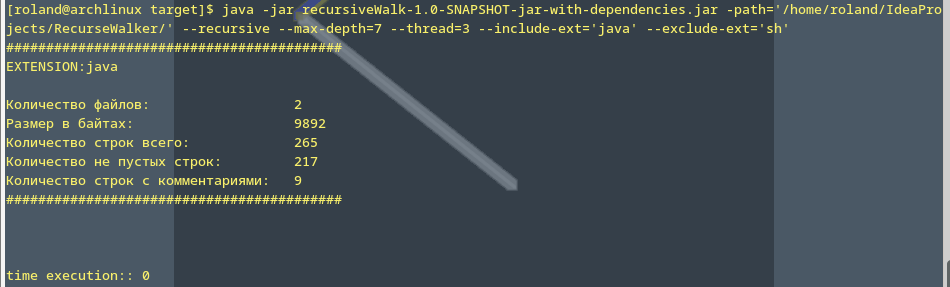 [roland@archlinux target]$ java -jar recursiveWalk-1.0-SNAPSHOT-jar-with-dependencies.jar -path='/home/roland/IdeaPro
jects/RecurseWalker/' --recursive --max-depth=7 --thread=3 --include-ext='java' --exclude-ext='sh'
##########################################
EXTENSION:java
Количество файлов: 2
Размер в байтах: 9892
Количество строк всего: 265
Количество не пустых строк: 217
Количество строк с комментариями: 9
##########################################
time execution:: 0